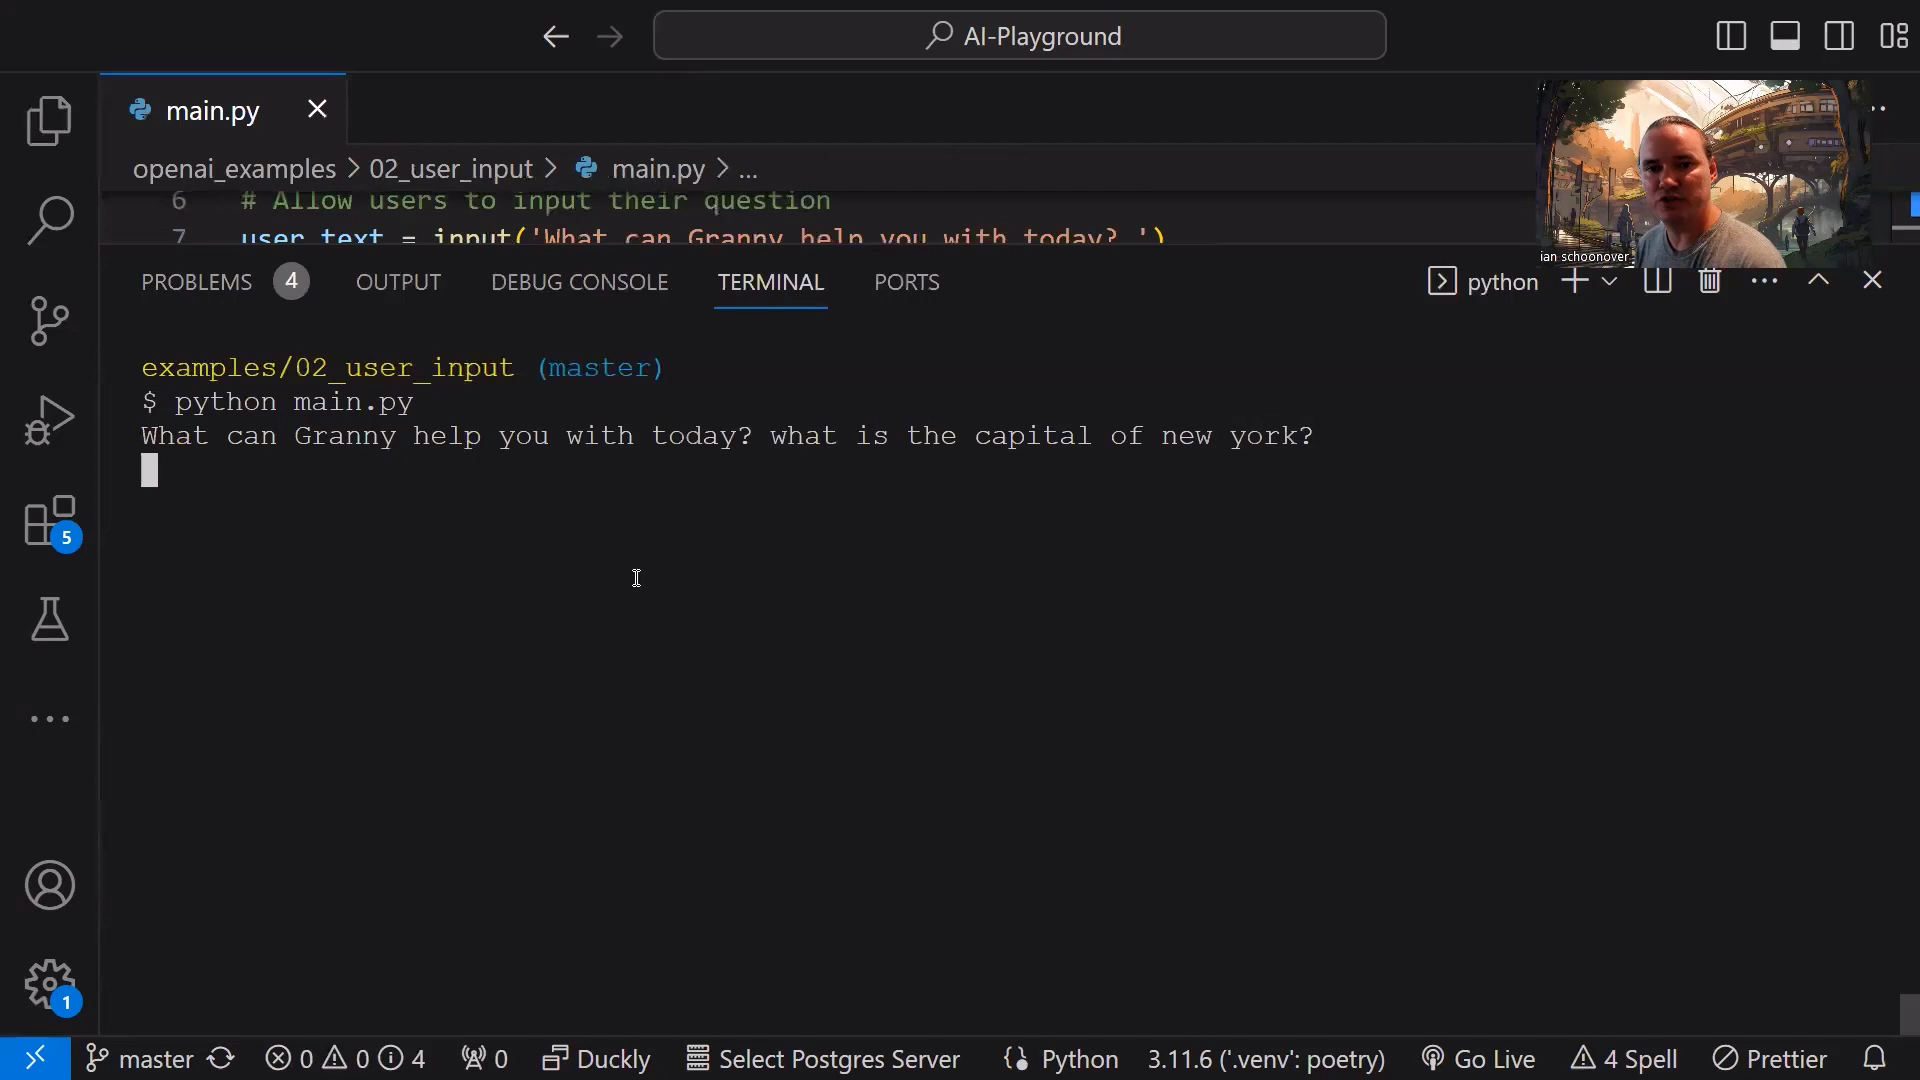 AI-Playground
main.py
openai_examples > 02_user_input > main.py > ...
6 # Allow users to input their question
7 user_text = input('What can Granny help you with today? ')
ian schoonover
PROBLEMS 4 OUTPUT DEBUG CONSOLE TERMINAL PORTS python
examples/02_user_input (master)
$ python main.py
What can Granny help you with today? what is the capital of new york?
5
1
master 0 0 4 0 Duckly Select Postgres Server Python 3.11.6 ('.venv': poetry) Go Live 4 Spell Prettier